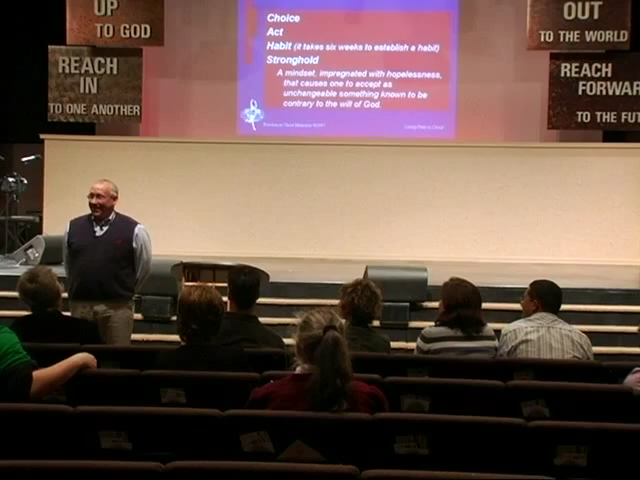 UP
TO GOD
REACH
IN
TO ONE ANOTHER
Choice
Act
Habit (it takes six weeks to establish a habit)
Stronghold
A mindset, impregnated with hopelessness,
that causes one to accept as
unchangeable something known to be
contrary to the will of God.
OUT
TO THE WORLD
REACH
FORWAR
TO THE FUT